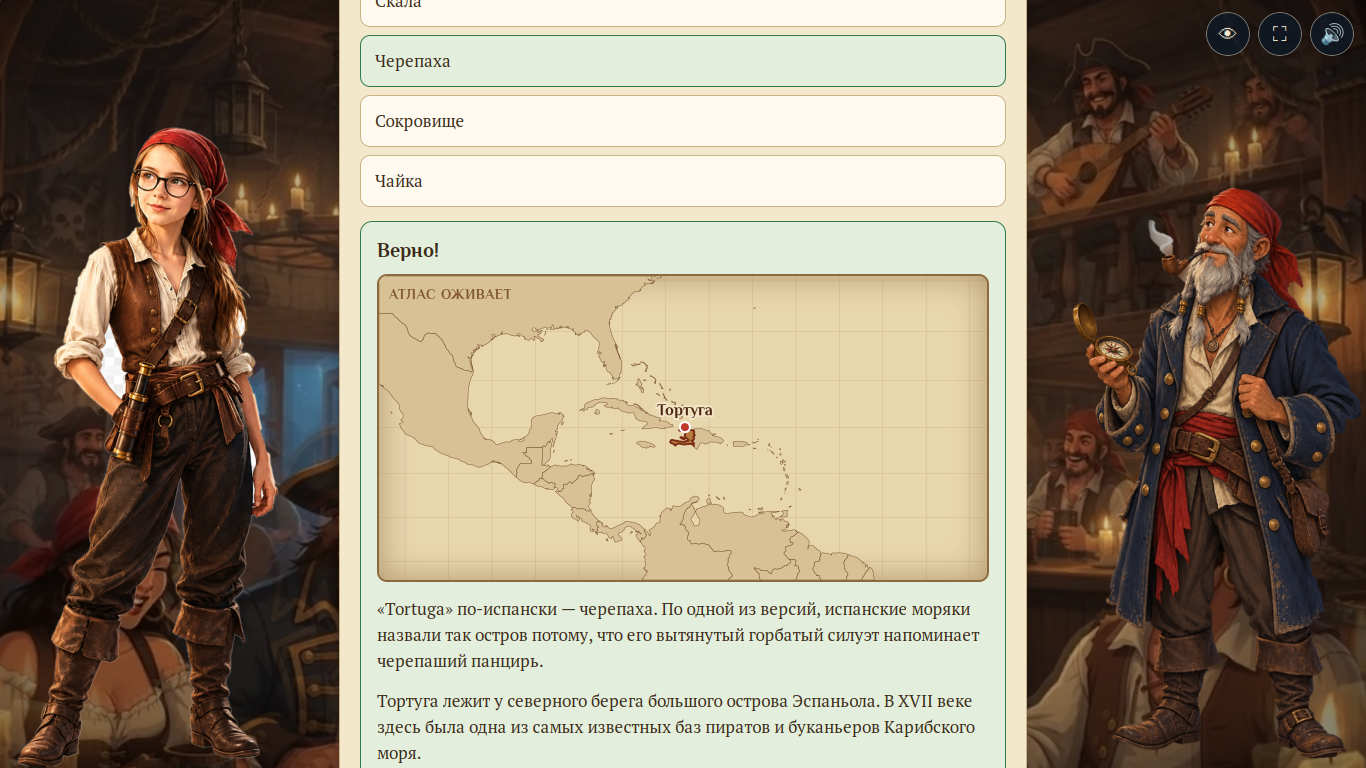 Скала
Черепаха
Сокровище
Чайка
Верно!
АТЛАС ОЖИВАЕТ
Тортуга
«Tortuga» по-испански — черепаха. По одной из версий, испанские моряки
назвали так остров потому, что его вытянутый горбатый силуэт напоминает
черепаший панцирь.
Тортуга лежит у северного берега большого острова Эспаньола. В XVII веке
здесь была одна из самых известных баз пиратов и буканьеров Карибского
моря.